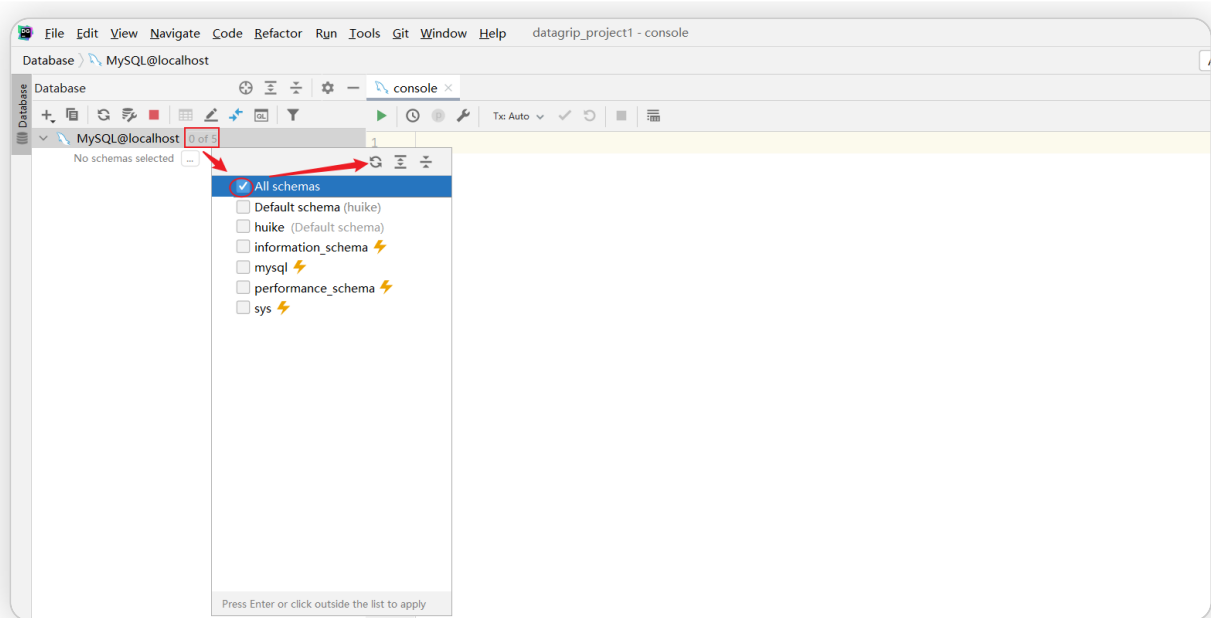 DG File Edit View Navigate Code Refactor Run Tools Git Window Help datagrip_project1 - console
Database MySQL@localhost
Database
Database
console
GL
Tx: Auto
MySQL@localhost 0 of 5
1
No schemas selected ...
All schemas
Default schema (huike)
huike (Default schema)
information_schema
mysql
performance_schema
sys
Press Enter or click outside the list to apply